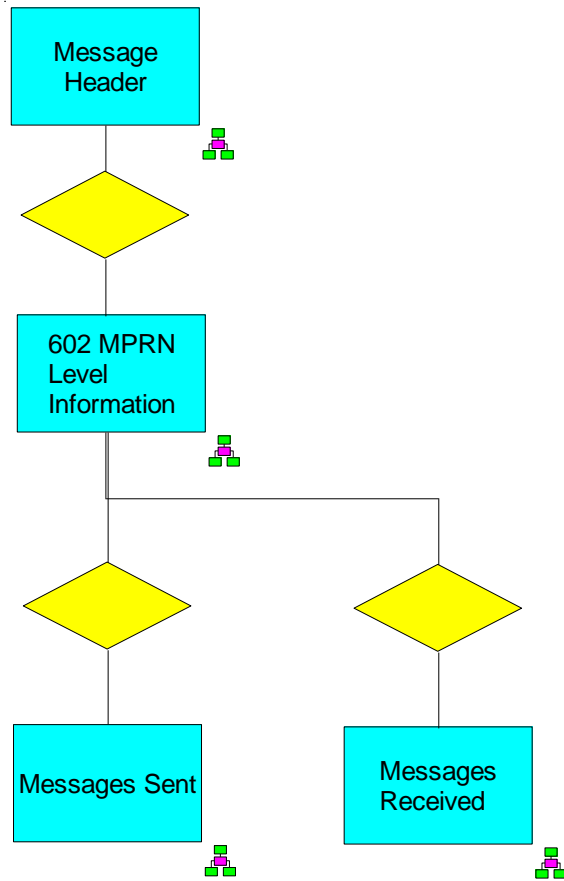 Message
Header
602 MPRN
Level
Information
Messages Sent
Messages
Received